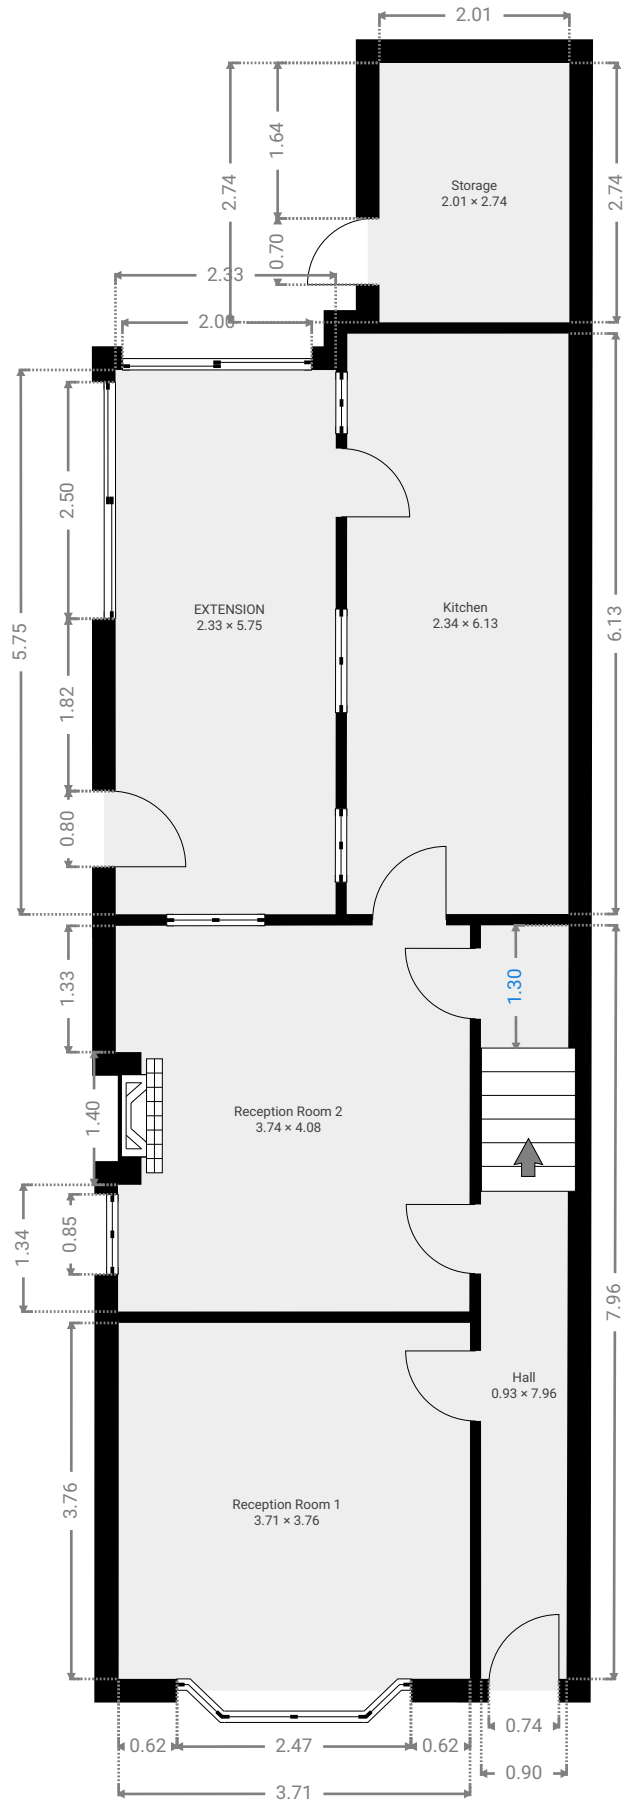 2.01
1.64
2.74
2.74
Storage
2.01 × 2.74
0.70
2.33
2.00
2.50
5.75
6.13
EXTENSION
2.33 × 5.75
Kitchen
2.34 × 6.13
1.82
0.80
1.33
1.30
1.40
Reception Room 2
3.74 × 4.08
0.85
1.34
7.96
Hall
0.93 × 7.96
3.76
Reception Room 1
3.71 × 3.76
0.74
0.62
2.47
0.62
0.90
3.71